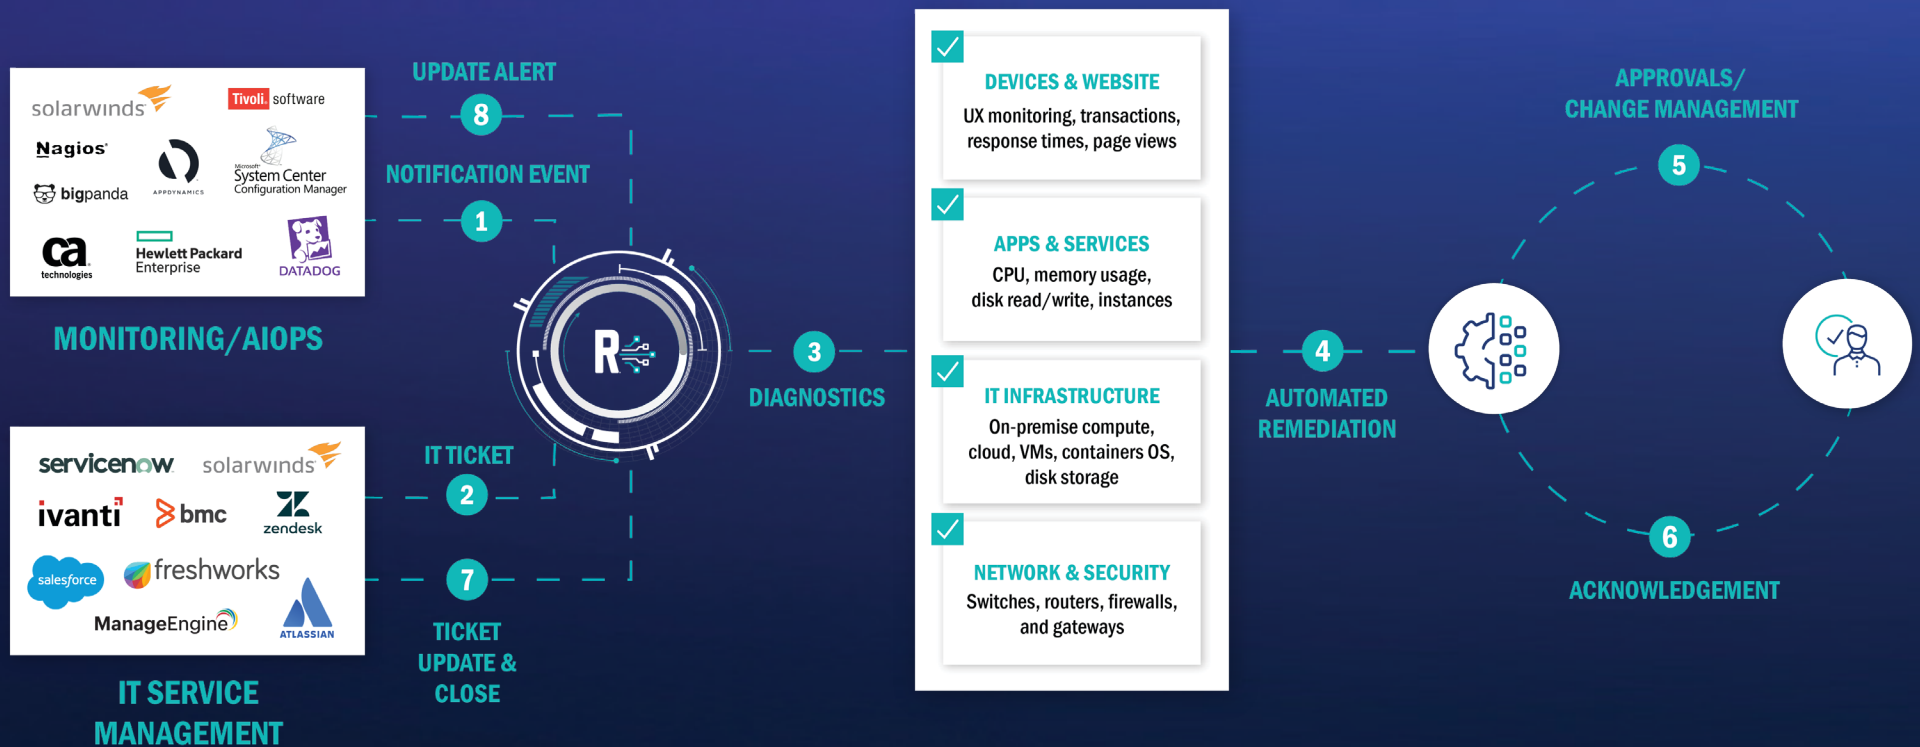 solarwinds
Tivoli. software
Nagios®
APPDYNAMICS
Microsoft®
System Center
Configuration Manager
bigpanda
ca
technologies
Hewlett Packard
Enterprise
DATADOG
MONITORING/AIOPS
servicenow
solarwinds
ivanti
bmc
zendesk
salesforce
freshworks
ManageEngine
ATLASSIAN
IT SERVICE
MANAGEMENT
UPDATE ALERT
8
NOTIFICATION EVENT
1
R
IT TICKET
2
7
TICKET
UPDATE &
CLOSE
3
DIAGNOSTICS
DEVICES & WEBSITE
UX monitoring, transactions,
response times, page views
APPS & SERVICES
CPU, memory usage,
disk read/write, instances
IT INFRASTRUCTURE
On-premise compute,
cloud, VMs, containers OS,
disk storage
NETWORK & SECURITY
Switches, routers, firewalls,
and gateways
4
AUTOMATED
REMEDIATION
APPROVALS/
CHANGE MANAGEMENT
5
6
ACKNOWLEDGEMENT